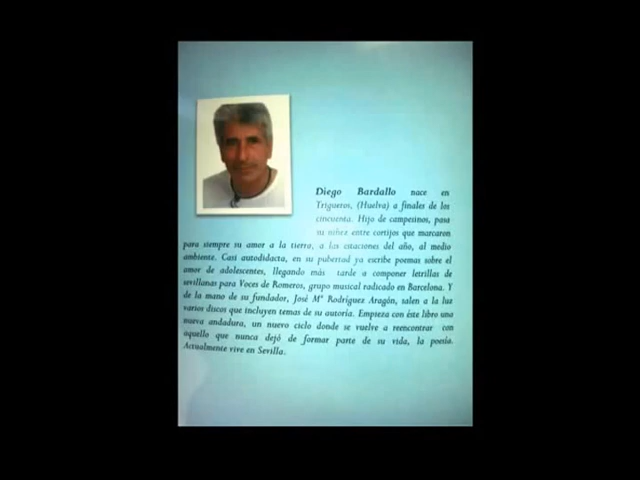 Diego Bardallo nace en
Trigueros, (Huelva) a finales de los
cincuenta. Hijo de campesinos, pasa
su niñez entre cortijos que marcaron
para siempre su amor a la tierra, a las estaciones del año, al medio
ambiente. Casi autodidacta, en su pubertad ya escribe poemas sobre el
amor de adolescentes, llegando más tarde a componer letrillas de
sevillanas para Voces de Romeros, grupo musical radicado en Barcelona. Y
de la mano de su fundador, José Mª Rodríguez Aragón, salen a la luz
varios discos que incluyen temas de su autoría. Empieza con éste libro una
nueva andadura, un nuevo ciclo donde se vuelve a reencontrar con
aquello que nunca dejó de formar parte de su vida, la poesía.
Actualmente vive en Sevilla.